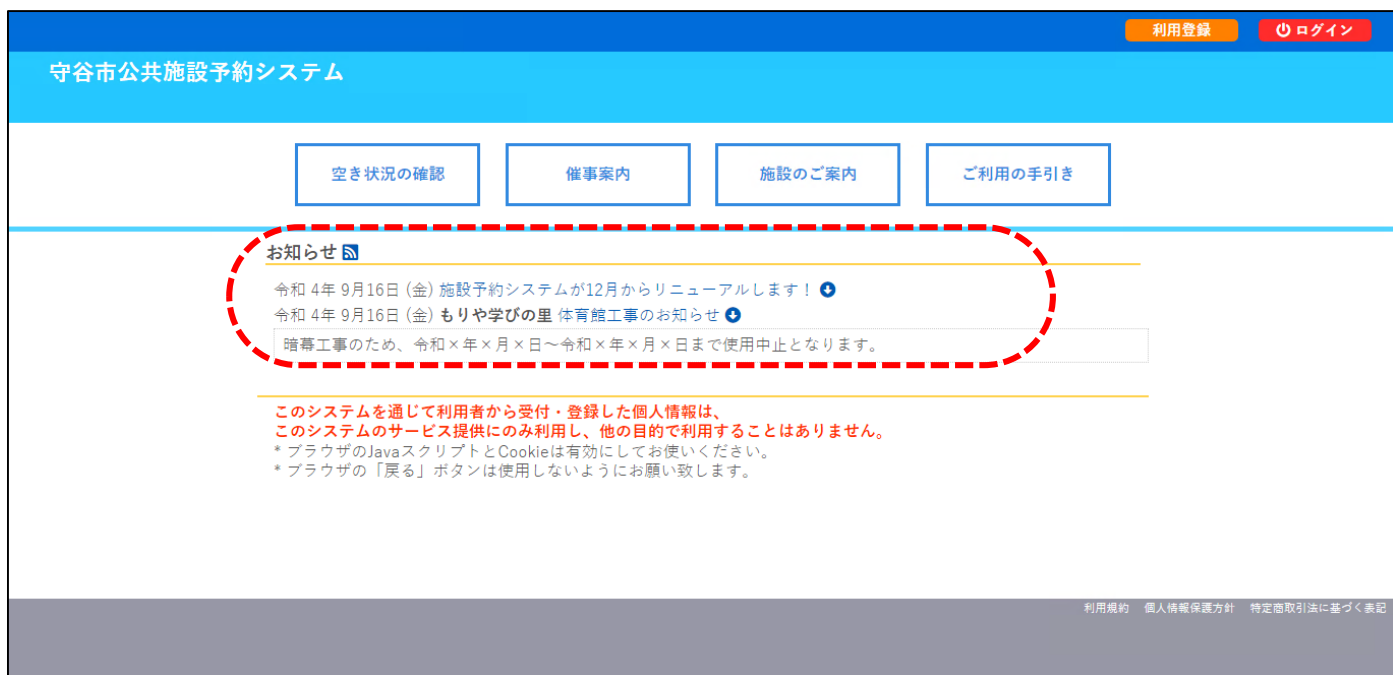 利用登録 ログイン
守谷市公共施設予約システム
空き状況の確認 催事案内 施設のご案内 ご利用の手引き
お知らせ
令和 4年 9月16日 (金) 施設予約システムが12月からリニューアルします！
令和 4年 9月16日 (金) もりや学びの里 体育館工事のお知らせ
暗幕工事のため、令和×年×月×日～令和×年×月×日まで使用中止となります。
このシステムを通じて利用者から受付・登録した個人情報は、
このシステムのサービス提供にのみ利用し、他の目的で利用することはありません。
* ブラウザのJavaスクリプトとCookieは有効にしてお使いください。
* ブラウザの「戻る」ボタンは使用しないようにお願い致します。
利用規約 個人情報保護方針 特定商取引法に基づく表記